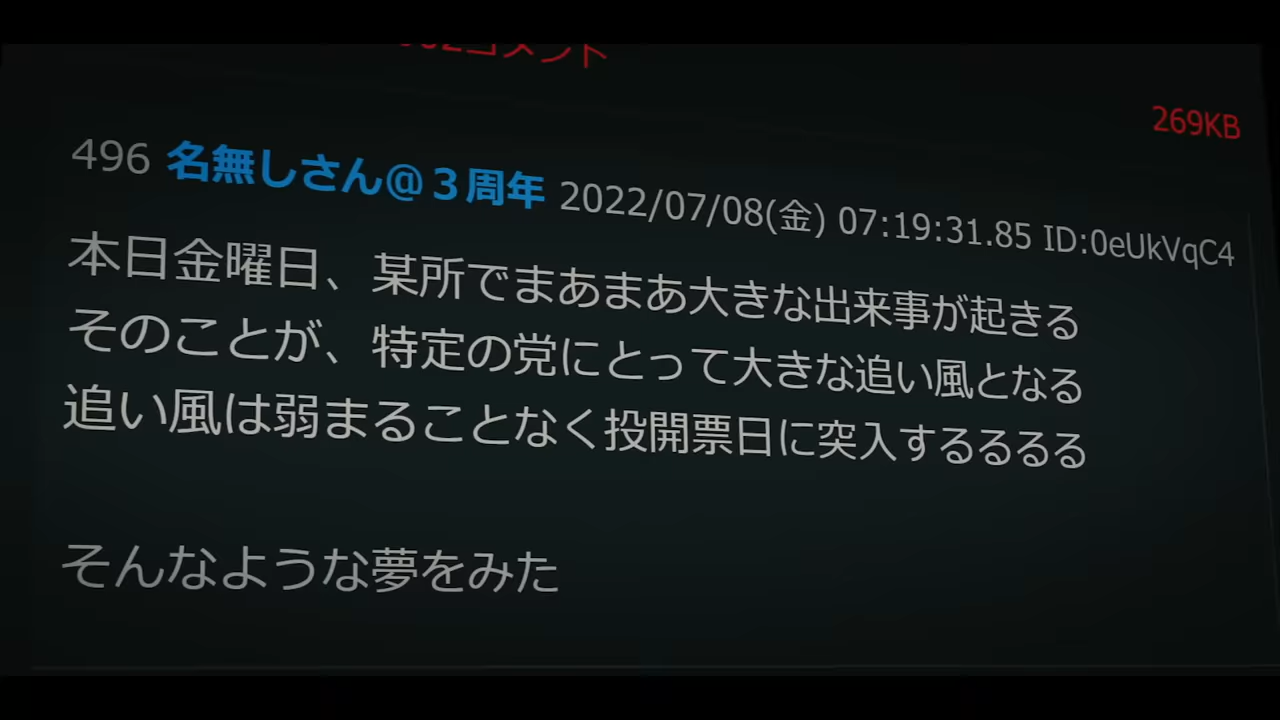 コメント
269KB
496 名無しさん@３周年 2022/07/08(金) 07:19:31.85 ID:0eUkVqC4
本日金曜日、某所でまあまあ大きな出来事が起きる
そのことが、特定の党にとって大きな追い風となる
追い風は弱まることなく投開票日に突入するるるる
そんなような夢をみた